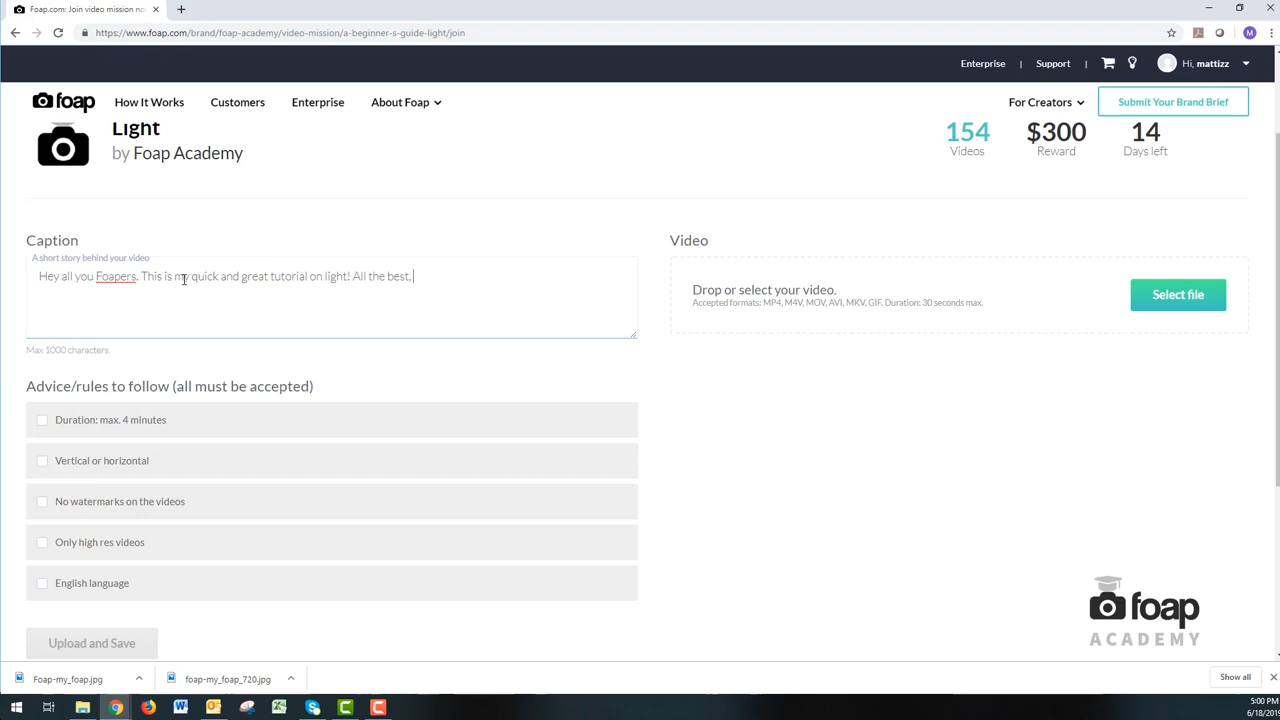 Foap.com: Join video mission no
https://www.foap.com/brand/foap-academy/video-mission/a-beginner-s-guide-light/join
M
Enterprise | Support | Hi, mattizz
foap How It Works Customers Enterprise About Foap For Creators Submit Your Brand Brief
Light
by Foap Academy
154 $300 14
Videos Reward Days left
Caption
Video
A short story behind your video
Hey all you Foapers. This is my quick and great tutorial on light! All the best,
Drop or select your video.
Accepted formats: MP4, M4V, MOV, AVI, MKV, GIF. Duration: 30 seconds max.
Select file
Max 1000 characters.
Advice/rules to follow (all must be accepted)
Duration: max. 4 minutes
Vertical or horizontal
No watermarks on the videos
Only high res videos
English language
foap
ACADEMY
Upload and Save
Foap-my_foap.jpg
foap-my_foap_720.jpg
Show all
5:00 PM
6/18/201